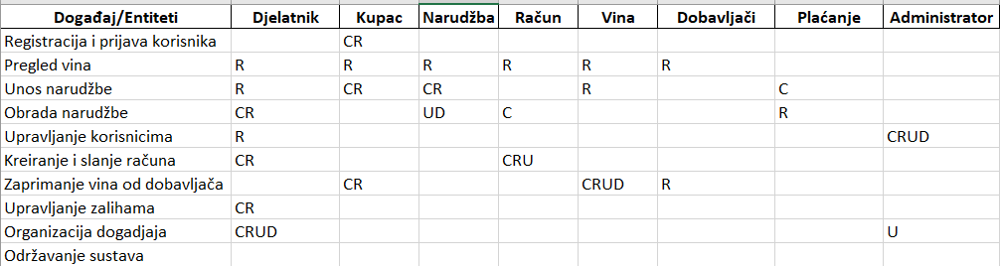 Događaj/Entiteti Djelatnik Kupac Narudžba Račun Vina Dobavljači Plaćanje Administrator
Registracija i prijava korisnika CR
Pregled vina R R R R R R
Unos narudžbe R CR CR R C
Obrada narudžbe CR UD C R
Upravljanje korisnicima R CRUD
Kreiranje i slanje računa CR CRU
Zaprimanje vina od dobavljača CR CRUD R
Upravljanje zalihama CR
Organizacija dogadjaja CRUD U
Održavanje sustava